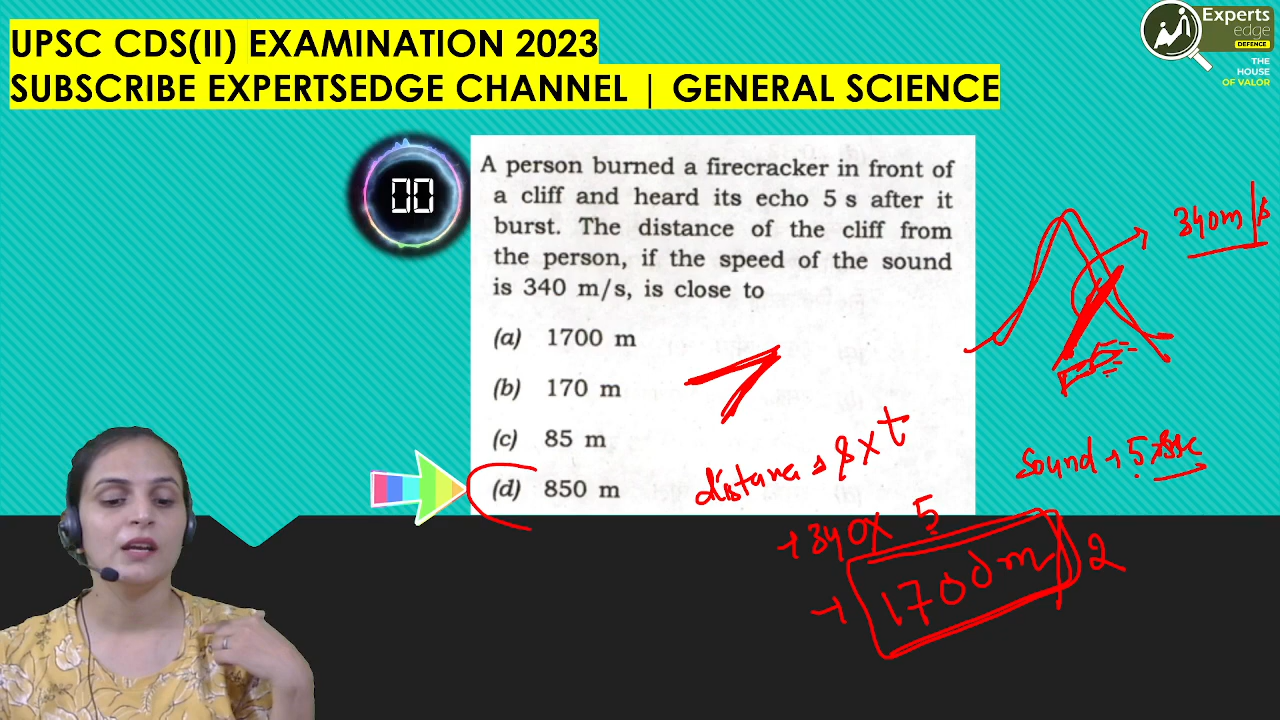 UPSC CDS(II) EXAMINATION 2023
SUBSCRIBE EXPERTSEDGE CHANNEL | GENERAL SCIENCE
Experts
edge
DEFENCE
THE
HOUSE
OF VALOR
00
A person burned a firecracker in front of
a cliff and heard its echo 5 s after it
burst. The distance of the cliff from
the person, if the speed of the sound
is 340 m/s, is close to
(a) 1700 m
(b) 170 m
(c) 85 m
(d) 850 m
340m/s
sound → 5 sec
distance → s x t
→ 340 x 5
→ 1700m / 2